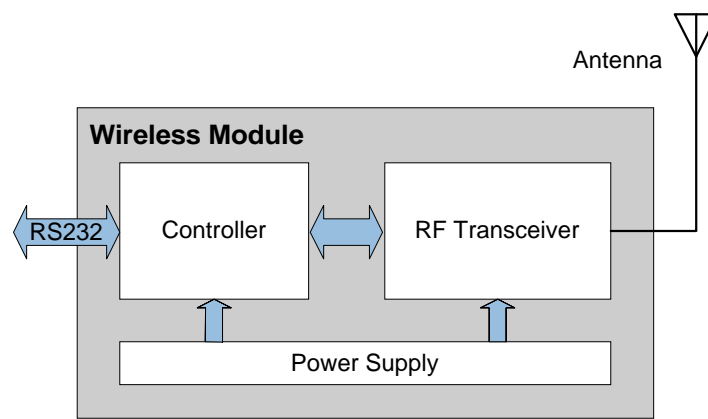 Antenna
Wireless Module
RS232
Controller
RF Transceiver
Power Supply